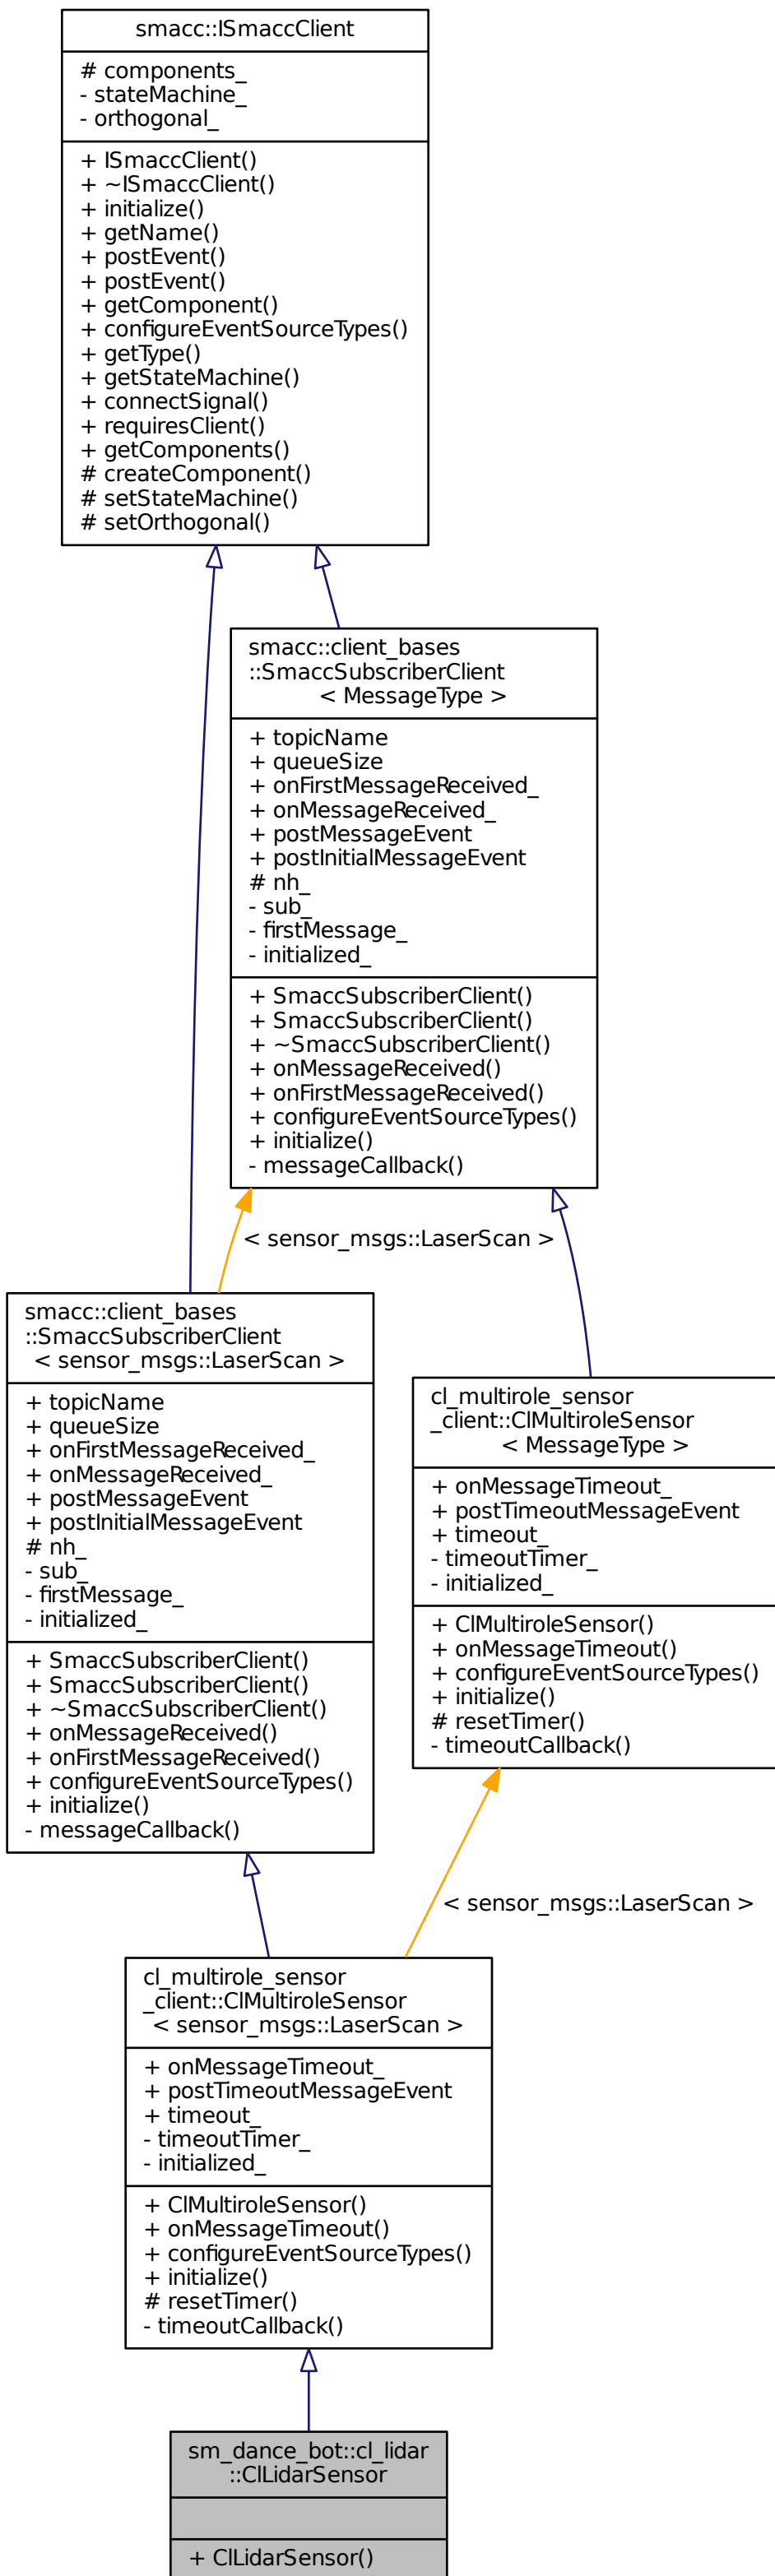 smacc::ISmaccClient
# components_
- stateMachine_
- orthogonal_
+ ISmaccClient()
+ ~ISmaccClient()
+ initialize()
+ getName()
+ postEvent()
+ postEvent()
+ getComponent()
+ configureEventSourceTypes()
+ getType()
+ getStateMachine()
+ connectSignal()
+ requiresClient()
+ getComponents()
# createComponent()
# setStateMachine()
# setOrthogonal()
smacc::client_bases
::SmaccSubscriberClient
< MessageType >
+ topicName
+ queueSize
+ onFirstMessageReceived_
+ onMessageReceived_
+ postMessageEvent
+ postInitialMessageEvent
# nh_
- sub_
- firstMessage_
- initialized_
+ SmaccSubscriberClient()
+ SmaccSubscriberClient()
+ ~SmaccSubscriberClient()
+ onMessageReceived()
+ onFirstMessageReceived()
+ configureEventSourceTypes()
+ initialize()
- messageCallback()
< sensor_msgs::LaserScan >
smacc::client_bases
::SmaccSubscriberClient
< sensor_msgs::LaserScan >
+ topicName
+ queueSize
+ onFirstMessageReceived_
+ onMessageReceived_
+ postMessageEvent
+ postInitialMessageEvent
# nh_
- sub_
- firstMessage_
- initialized_
+ SmaccSubscriberClient()
+ SmaccSubscriberClient()
+ ~SmaccSubscriberClient()
+ onMessageReceived()
+ onFirstMessageReceived()
+ configureEventSourceTypes()
+ initialize()
- messageCallback()
cl_multirole_sensor
_client::ClMultiroleSensor
< MessageType >
+ onMessageTimeout_
+ postTimeoutMessageEvent
+ timeout_
- timeoutTimer_
- initialized_
+ ClMultiroleSensor()
+ onMessageTimeout()
+ configureEventSourceTypes()
+ initialize()
# resetTimer()
- timeoutCallback()
< sensor_msgs::LaserScan >
cl_multirole_sensor
_client::ClMultiroleSensor
< sensor_msgs::LaserScan >
+ onMessageTimeout_
+ postTimeoutMessageEvent
+ timeout_
- timeoutTimer_
- initialized_
+ ClMultiroleSensor()
+ onMessageTimeout()
+ configureEventSourceTypes()
+ initialize()
# resetTimer()
- timeoutCallback()
sm_dance_bot::cl_lidar
::ClLidarSensor
+ ClLidarSensor()